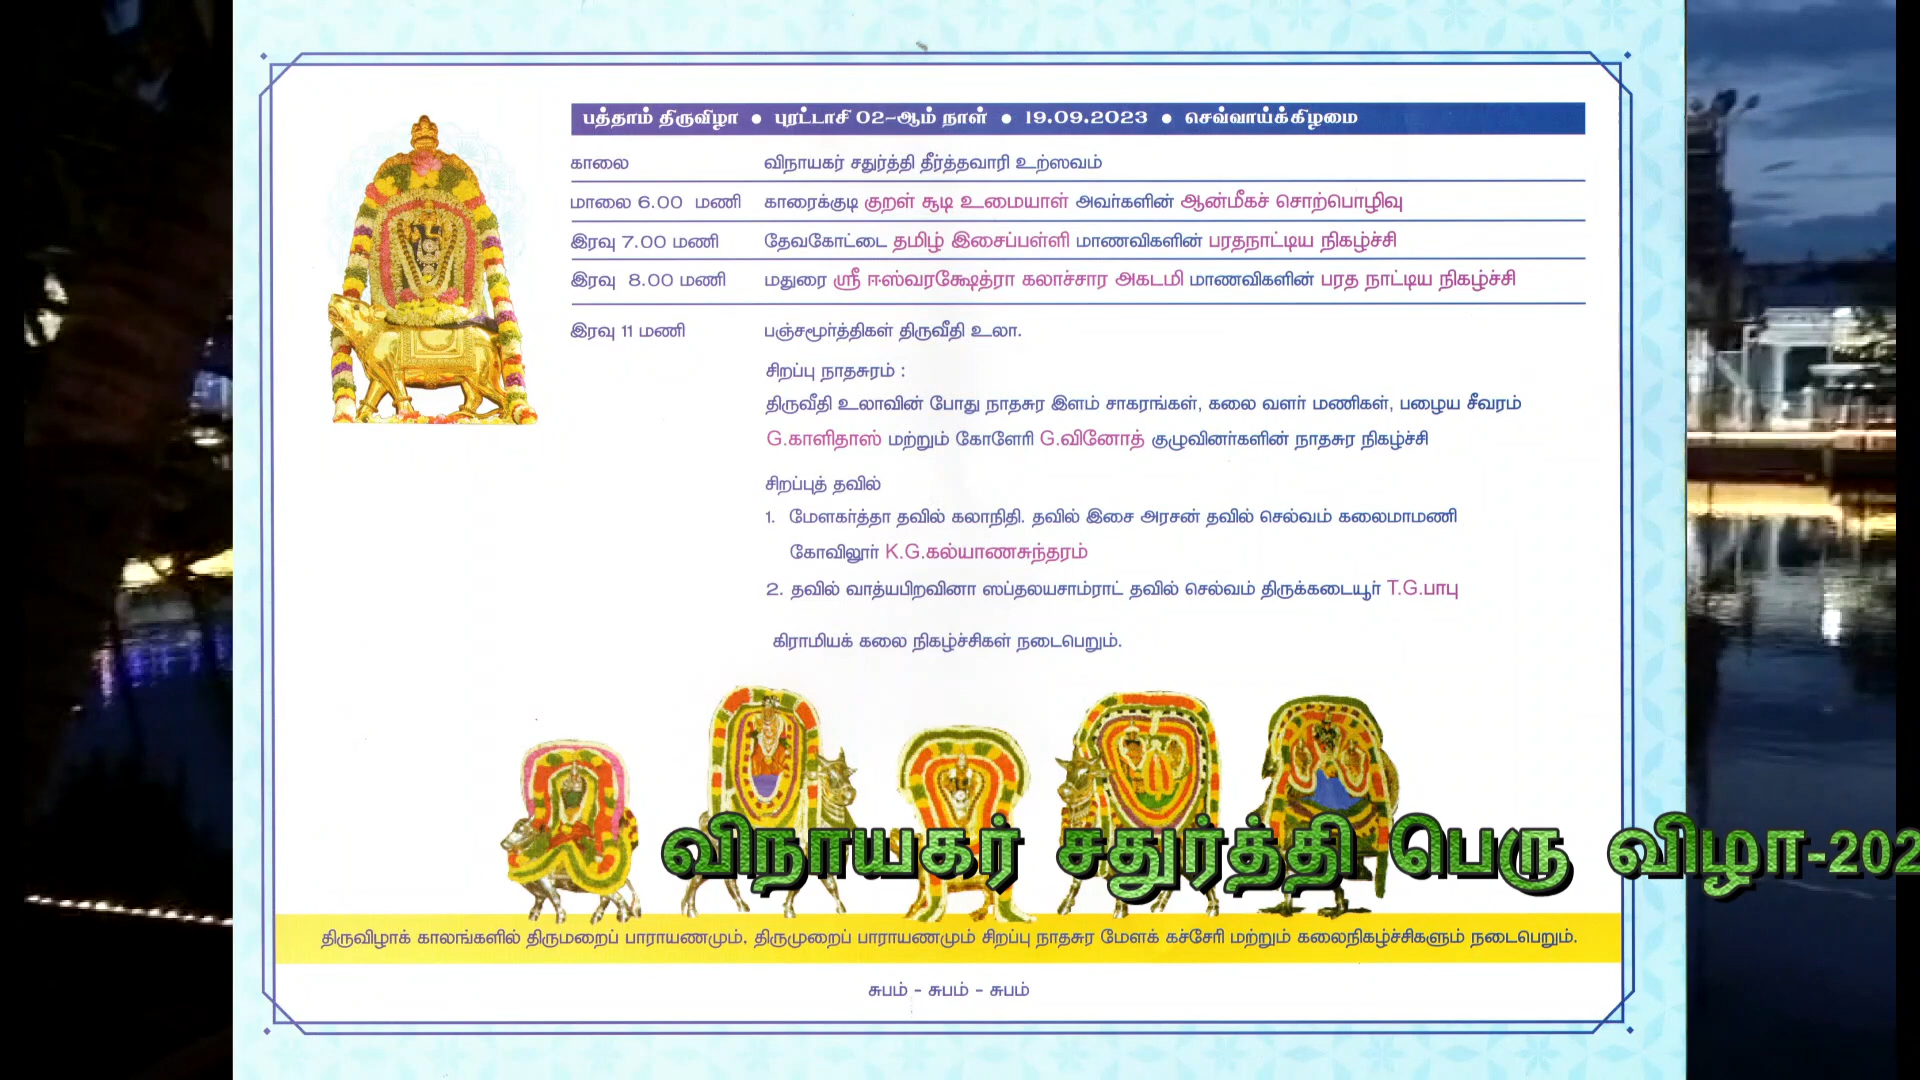 பத்தாம் திருவிழா ● புரட்டாசி 02-ஆம் நாள் ● 19.09.2023 ● செவ்வாய்க்கிழமை
காலை விநாயகர் சதுர்த்தி தீர்த்தவாரி உற்ஸவம்
மாலை 6.00 மணி காரைக்குடி குறள் சூடி உமையாள் அவர்களின் ஆன்மீகச் சொற்பொழிவு
இரவு 7.00 மணி தேவகோட்டை தமிழ் இசைப்பள்ளி மாணவிகளின் பரதநாட்டிய நிகழ்ச்சி
இரவு 8.00 மணி மதுரை ஸ்ரீ ஈஸ்வரக்ஷேத்ரா கலாச்சார அகடமி மாணவிகளின் பரத நாட்டிய நிகழ்ச்சி
இரவு 11 மணி பஞ்சமூர்த்திகள் திருவீதி உலா.
சிறப்பு நாதசுரம் :
திருவீதி உலாவின் போது நாதசுர இளம் சாகரங்கள், கலை வளர் மணிகள், பழைய சீவரம்
G.காளிதாஸ் மற்றும் கோளேரி G.வினோத் குழுவினர்களின் நாதசுர நிகழ்ச்சி
சிறப்புத் தவில்
1. மேளகர்த்தா தவில் கலாநிதி. தவில் இசை அரசன் தவில் செல்வம் கலைமாமணி
கோவிலூர் K.G.கல்யாணசுந்தரம்
2. தவில் வாத்யபிரவினா ஸப்தலயசாம்ராட் தவில் செல்வம் திருக்கடையூர் T.G.பாபு
கிராமியக் கலை நிகழ்ச்சிகள் நடைபெறும்.
விநாயகர் சதுர்த்தி பெரு விழா-202
திருவிழாக் காலங்களில் திருமறைப் பாராயணமும், திருமுறைப் பாராயணமும் சிறப்பு நாதசுர மேளக் கச்சேரி மற்றும் கலைநிகழ்ச்சிகளும் நடைபெறும்.
சுபம் - சுபம் - சுபம்